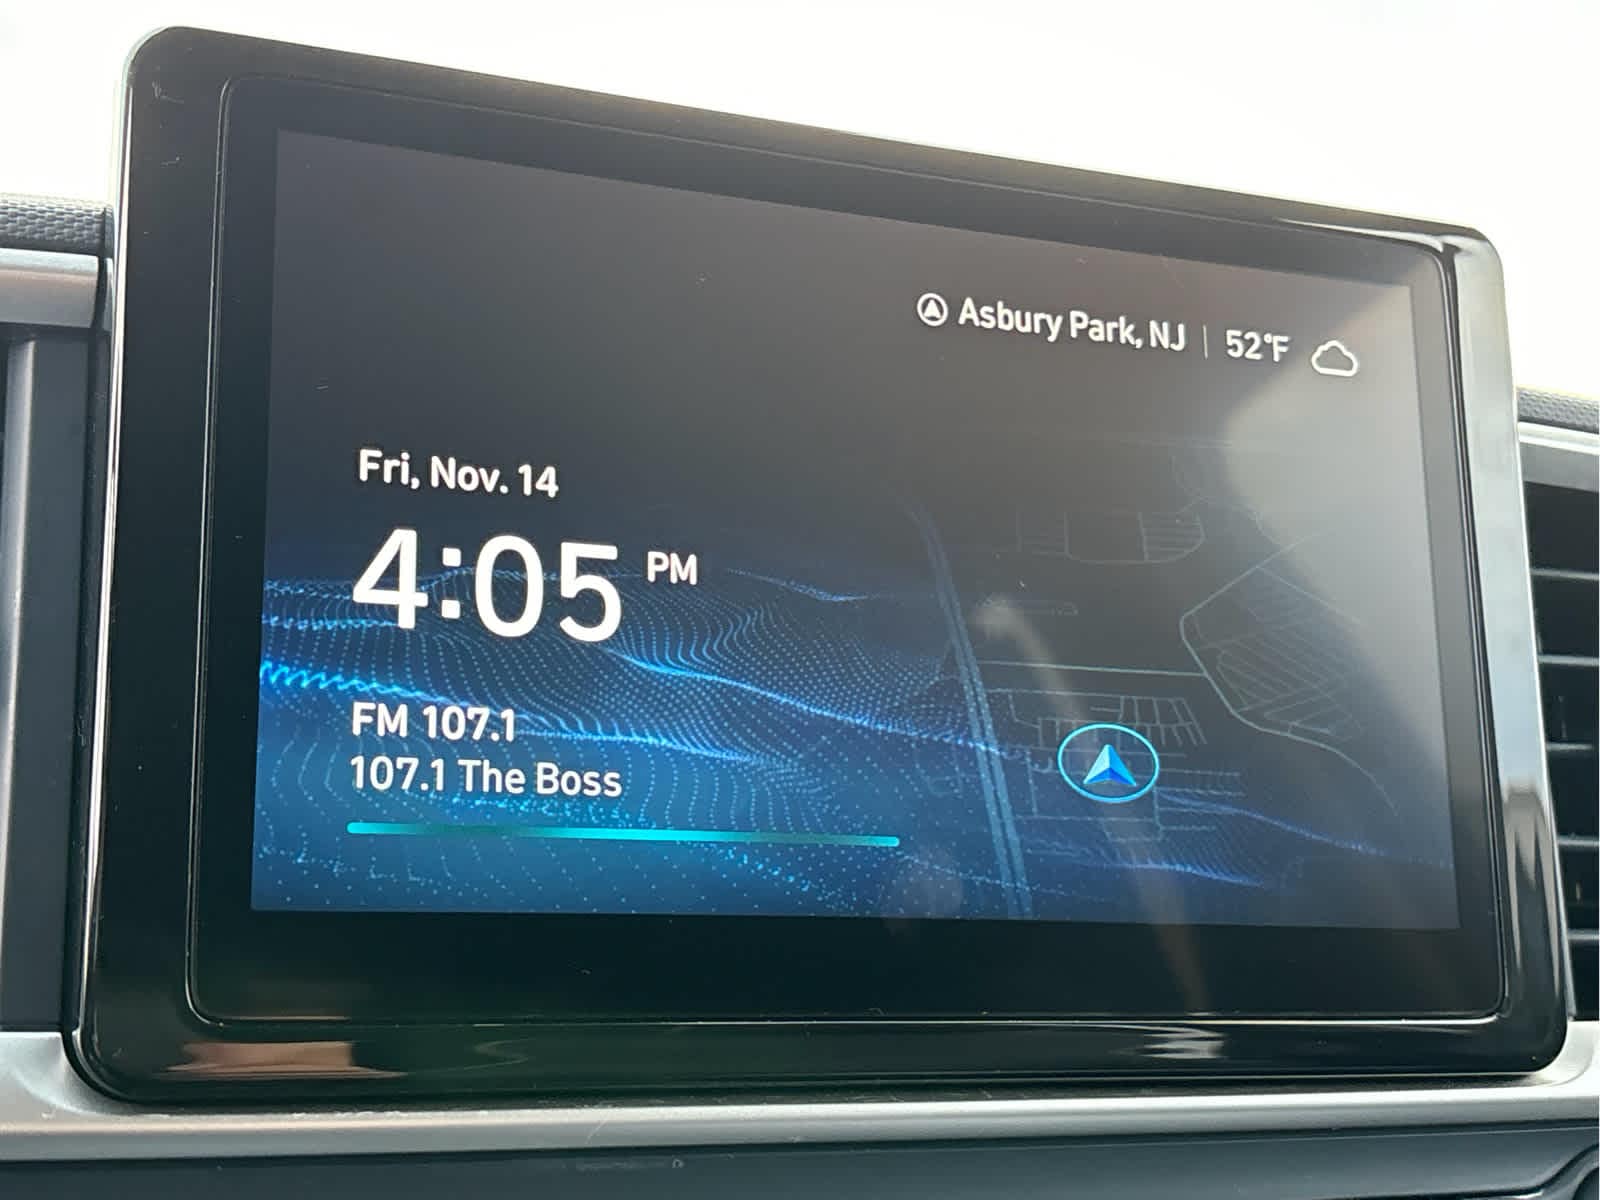 Asbury Park, NJ | 52°F
Fri, Nov. 14
4:05 PM
FM 107.1
107.1 The Boss